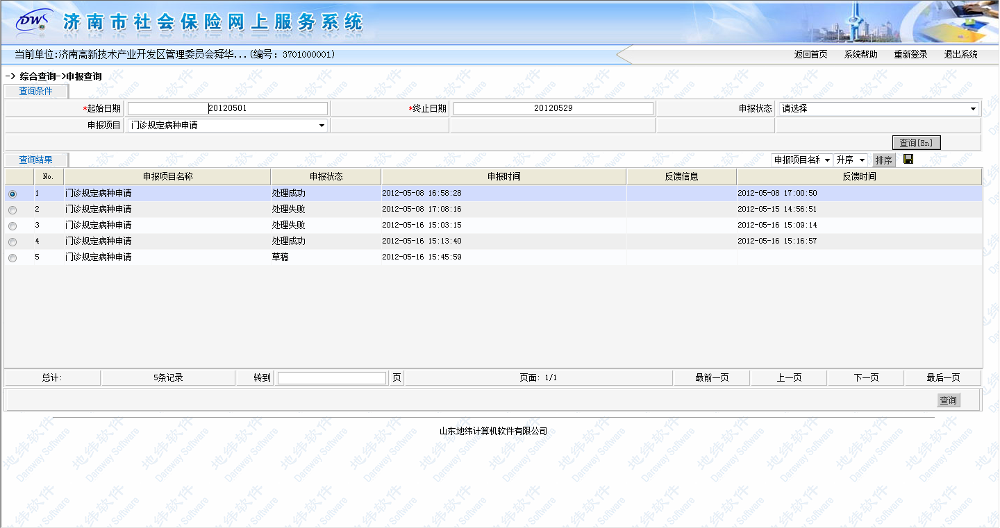 DWS 济南市社会保险网上服务系统
当前单位:济南高新技术产业开发区管理委员会舜华...(编号: 3701000001) 返回首页 系统帮助 重新登录 退出系统
-> 综合查询->申报查询
查询条件
*起始日期 20120501 *终止日期 20120529 申报状态 请选择
申报项目 门诊规定病种申请
查询[En]
查询结果 申报项目名称 升序 排序
No. 申报项目名称 申报状态 申报时间 反馈信息 反馈时间
1 门诊规定病种申请 处理成功 2012-05-08 16:58:28 2012-05-08 17:00:50
2 门诊规定病种申请 处理失败 2012-05-08 17:08:16 2012-05-15 14:56:51
3 门诊规定病种申请 处理失败 2012-05-16 15:03:15 2012-05-16 15:09:14
4 门诊规定病种申请 处理成功 2012-05-16 15:13:40 2012-05-16 15:16:57
5 门诊规定病种申请 草稿 2012-05-16 15:45:59
总计: 5条记录 转到 页 页面: 1/1 最前一页 上一页 下一页 最后一页
查询
山东地纬计算机软件有限公司
地纬软件
Dareway Software